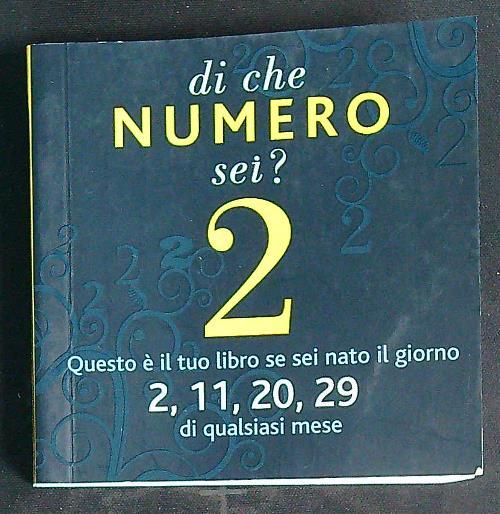 di che
NUMERO
sei?
2
Questo è il tuo libro se sei nato il giorno
2, 11, 20, 29
di qualsiasi mese